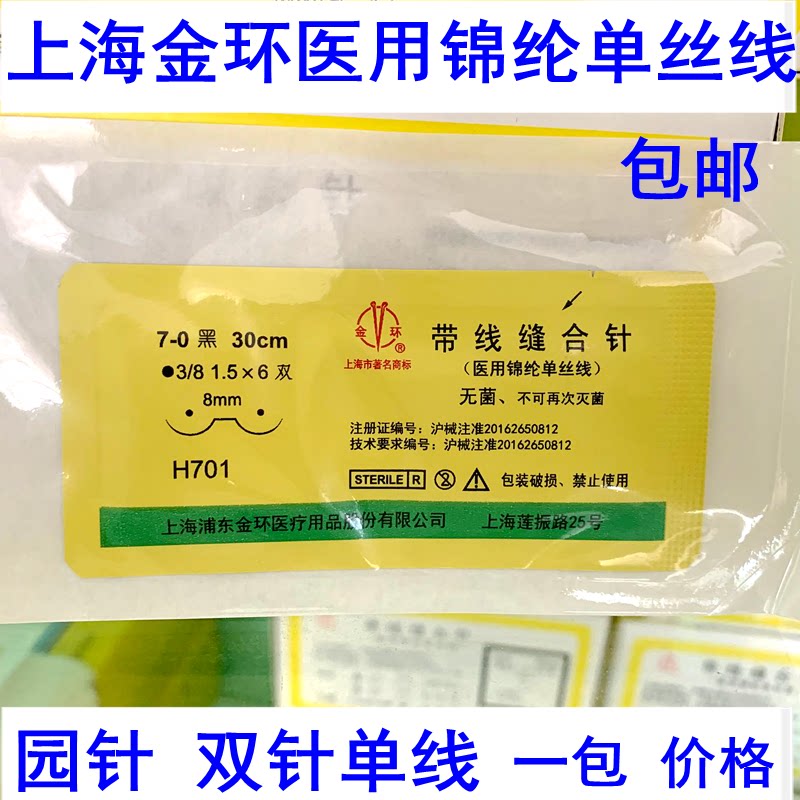 上海金环医用锦纶单丝线
包邮
7-0 黑 30cm
●3/8 1.5×6 双
8mm
H701
金 环
®
上海市著名商标
带线缝合针
(医用锦纶单丝线)
无菌、不可再次灭菌
注册证编号:沪械注准20162650812
技术要求编号:沪械注准20162650812
STERILE R
2
包装破损、禁止使用
上海浦东金环医疗用品股份有限公司 上海莲振路25号
园针 双针单线 一包 价格